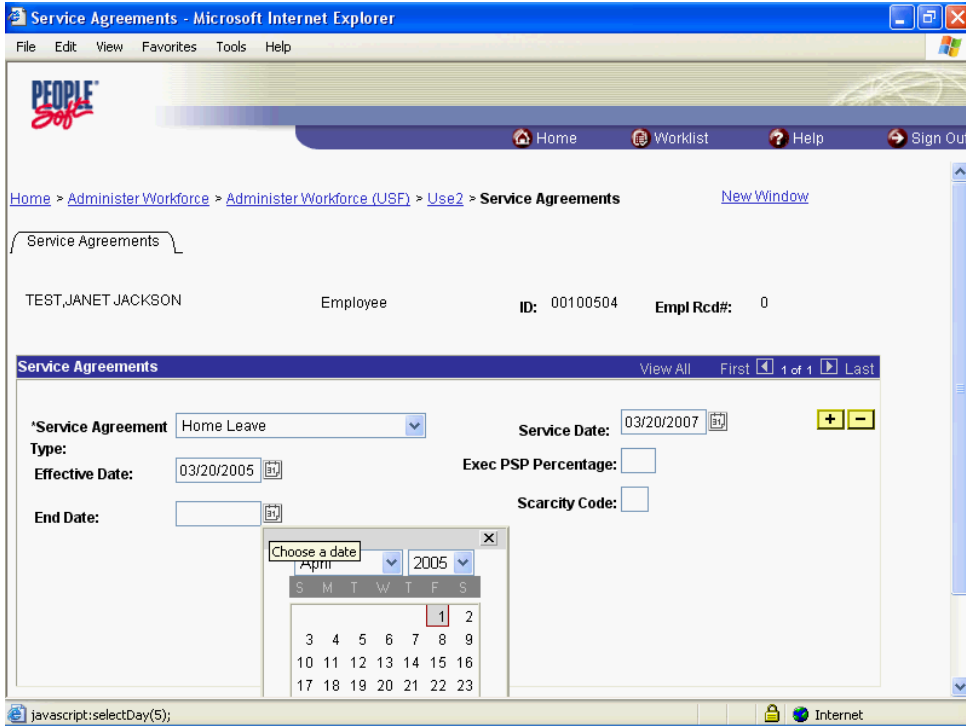 Service Agreements - Microsoft Internet Explorer
File Edit View Favorites Tools Help
PEOPLE
Soft
Home Worklist Help Sign Out
Home > Administer Workforce > Administer Workforce (USF) > Use2 > Service Agreements New Window
Service Agreements
TEST,JANET JACKSON Employee ID: 00100504 Empl Rcd#: 0
Service Agreements View All First 1 of 1 Last
*Service Agreement Type: Home Leave Service Date: 03/20/2007 + −
Effective Date: 03/20/2005 Exec PSP Percentage:
End Date: Scarcity Code:
Choose a date
April 2005
S M T W T F S
1 2
3 4 5 6 7 8 9
10 11 12 13 14 15 16
17 18 19 20 21 22 23
javascript:selectDay(5); Internet